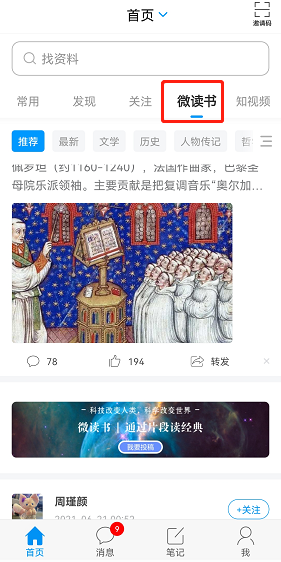 首页
邀请码
找资料
常用 发现 关注 微读书 知视频
推荐 最新 文学 历史 人物传记
佩罗坦（约1160-1240），法国作曲家，巴黎圣
母院乐派领袖。主要贡献是把复调音乐“奥尔加…
78 194 转发
科技改变人类，科学改变世界
微读书 | 通过片段读经典
我要投稿
周瑾颜
+关注
9
首页 消息 笔记 我